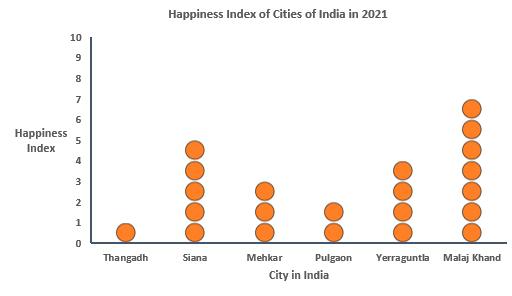 Happiness Index of Cities of India in 2021
10
9
8
7
6
5
4
3
2
1
0
Happiness
Index
Thangadh Siana Mehkar Pulgaon Yerraguntla Malaj Khand
City in India